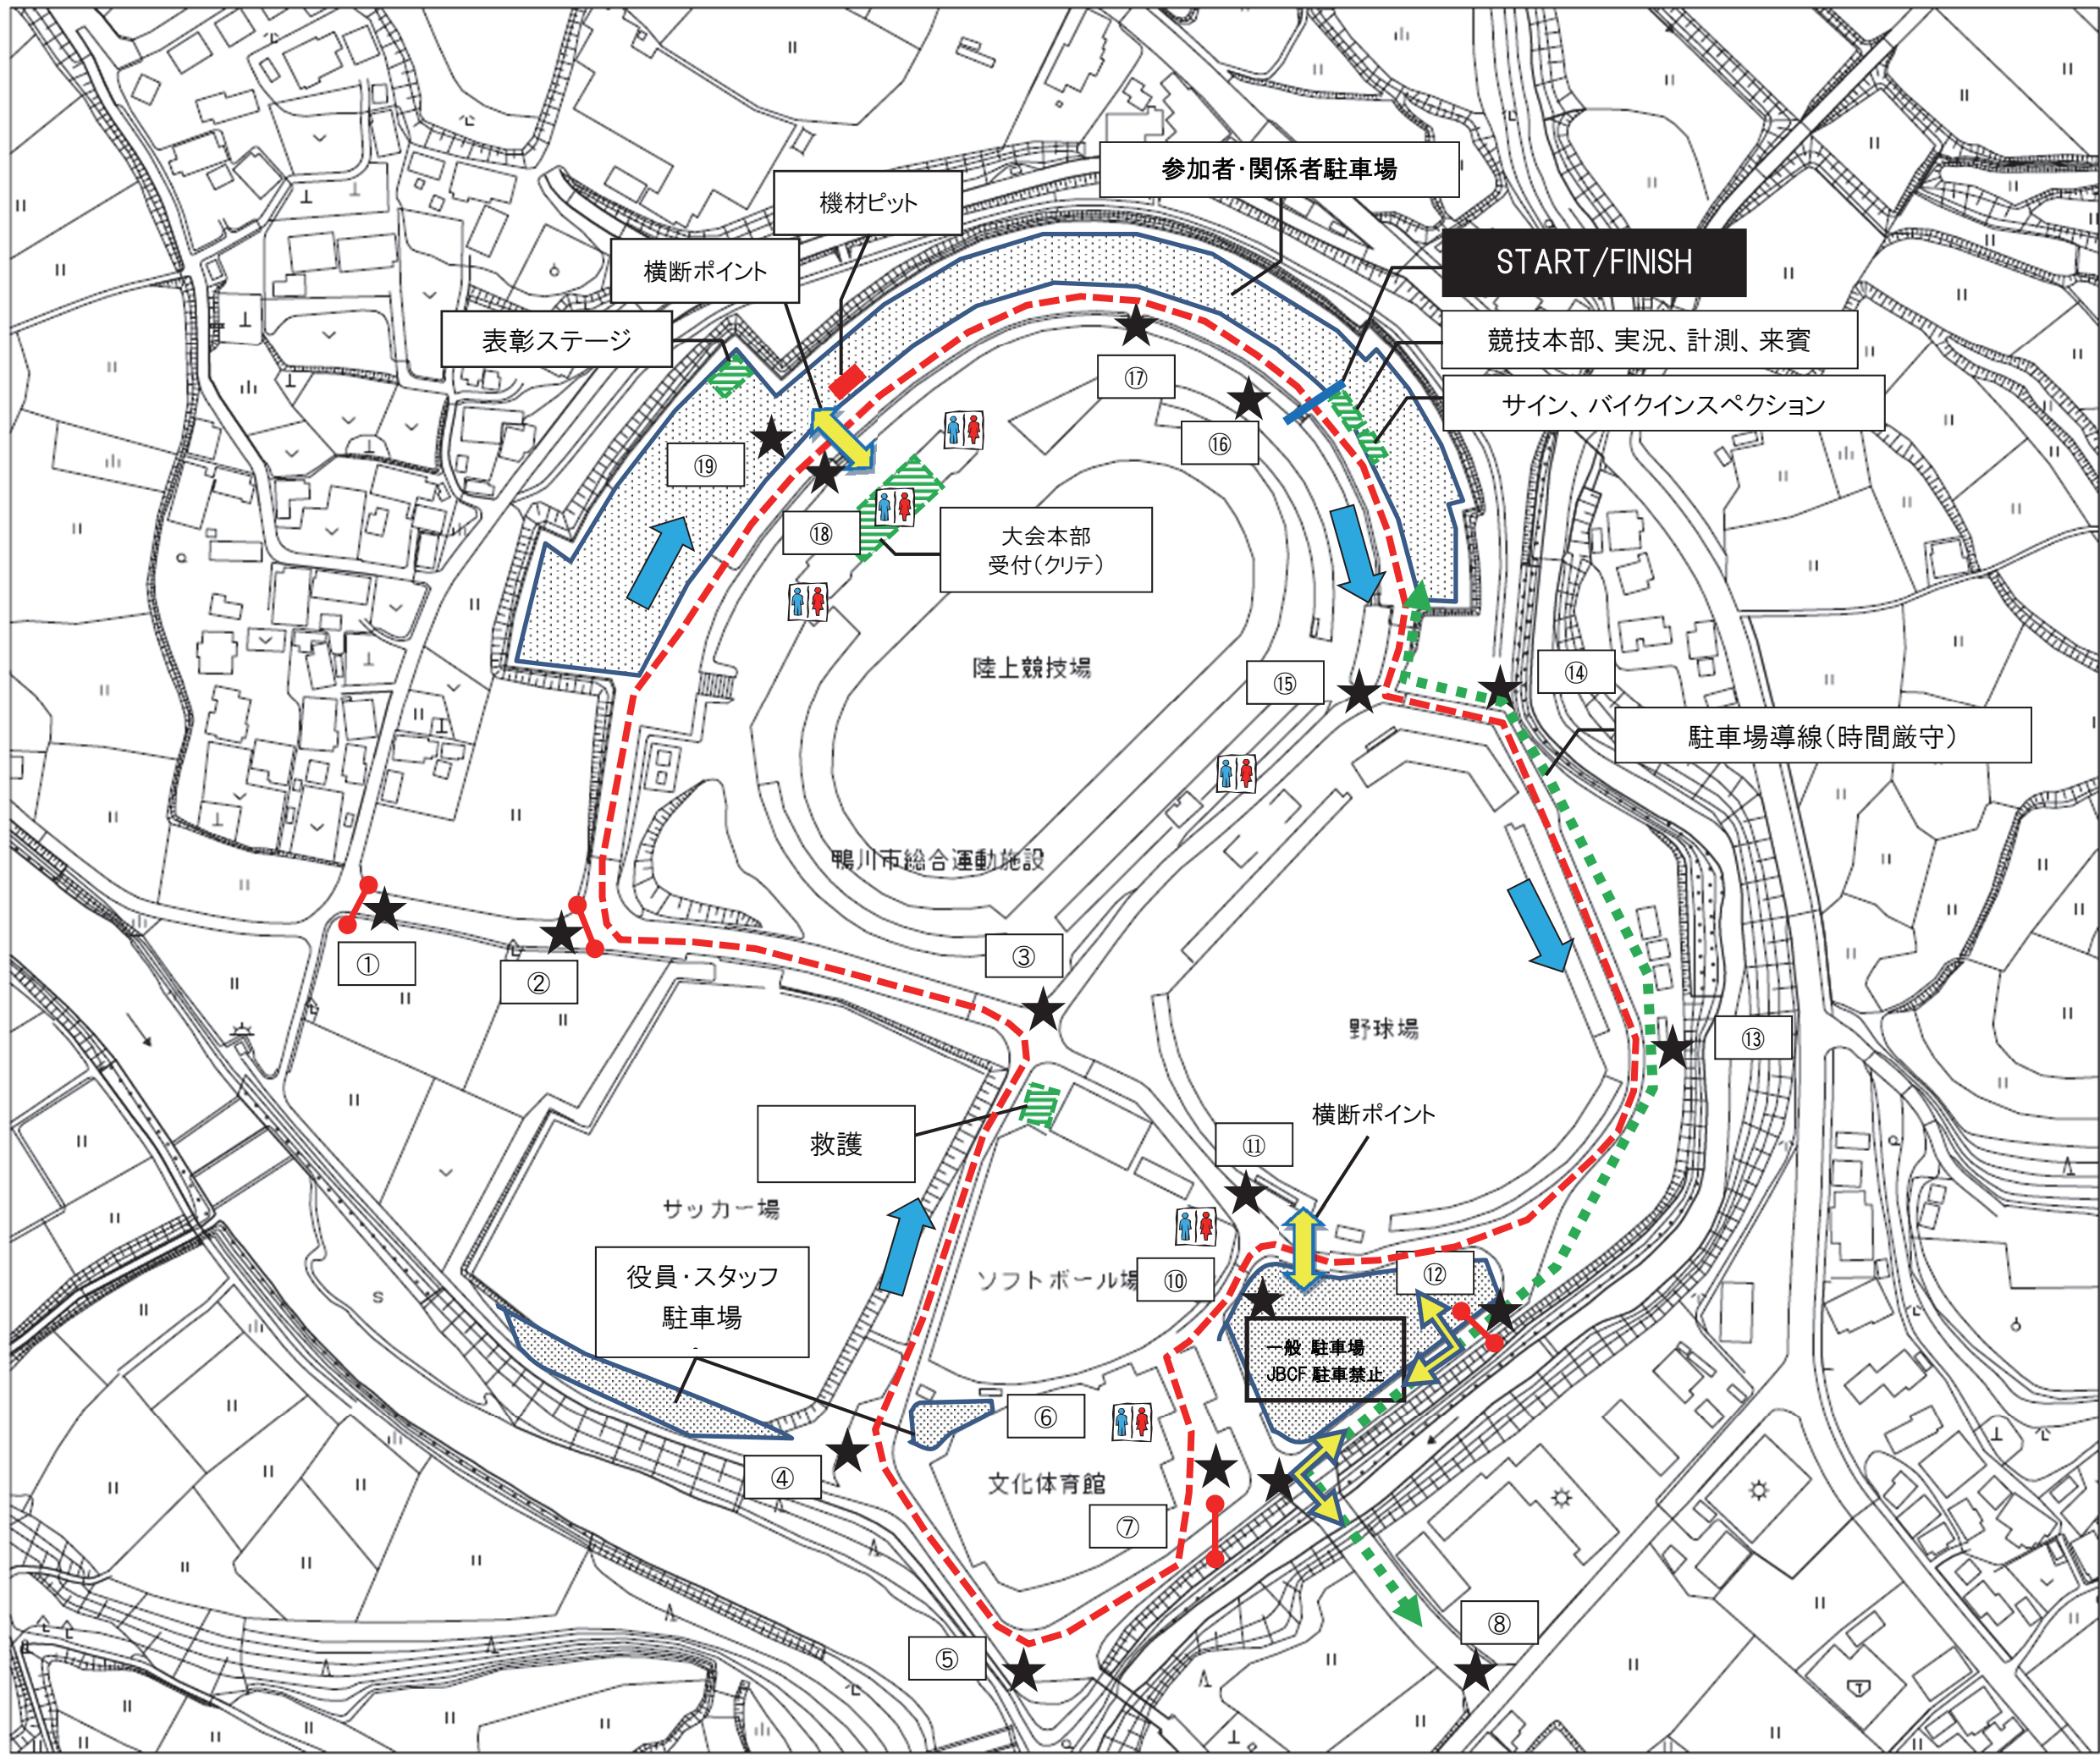 参加者・関係者駐車場
機材ピット
START/FINISH
横断ポイント
表彰ステージ
競技本部、実況、計測、来賓
サイン、バイクインスペクション
⑰
⑯
⑲
⑱
大会本部
受付（クリテ）
陸上競技場
⑮
⑭
駐車場導線（時間厳守）
鴨川市総合運動施設
①
②
③
野球場
⑬
横断ポイント
救護
⑪
サッカー場
役員・スタッフ
駐車場
-
ソフトボール場
⑩
⑫
一般 駐車場
JBCF 駐車禁止
⑥
④
文化体育館
⑦
⑧
⑤
S